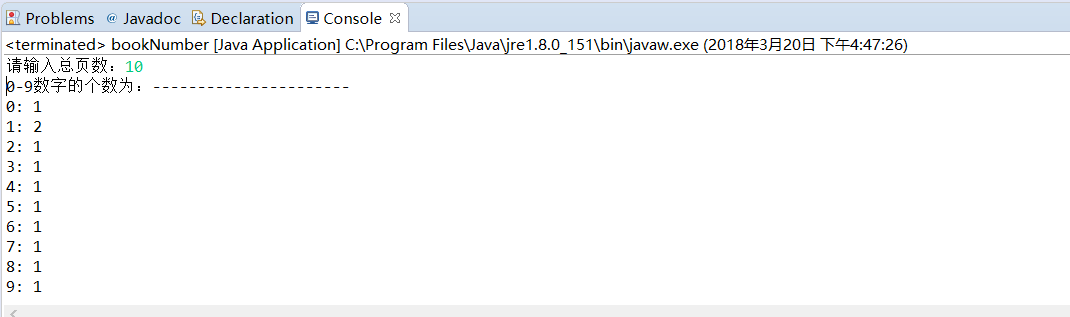 Problems @ Javadoc Declaration Console
<terminated> bookNumber [Java Application] C:\Program Files\Java\jre1.8.0_151\bin\javaw.exe (2018年3月20日 下午4:47:26)
请输入总页数：10
0-9数字的个数为：----------------------
0: 1
1: 2
2: 1
3: 1
4: 1
5: 1
6: 1
7: 1
8: 1
9: 1